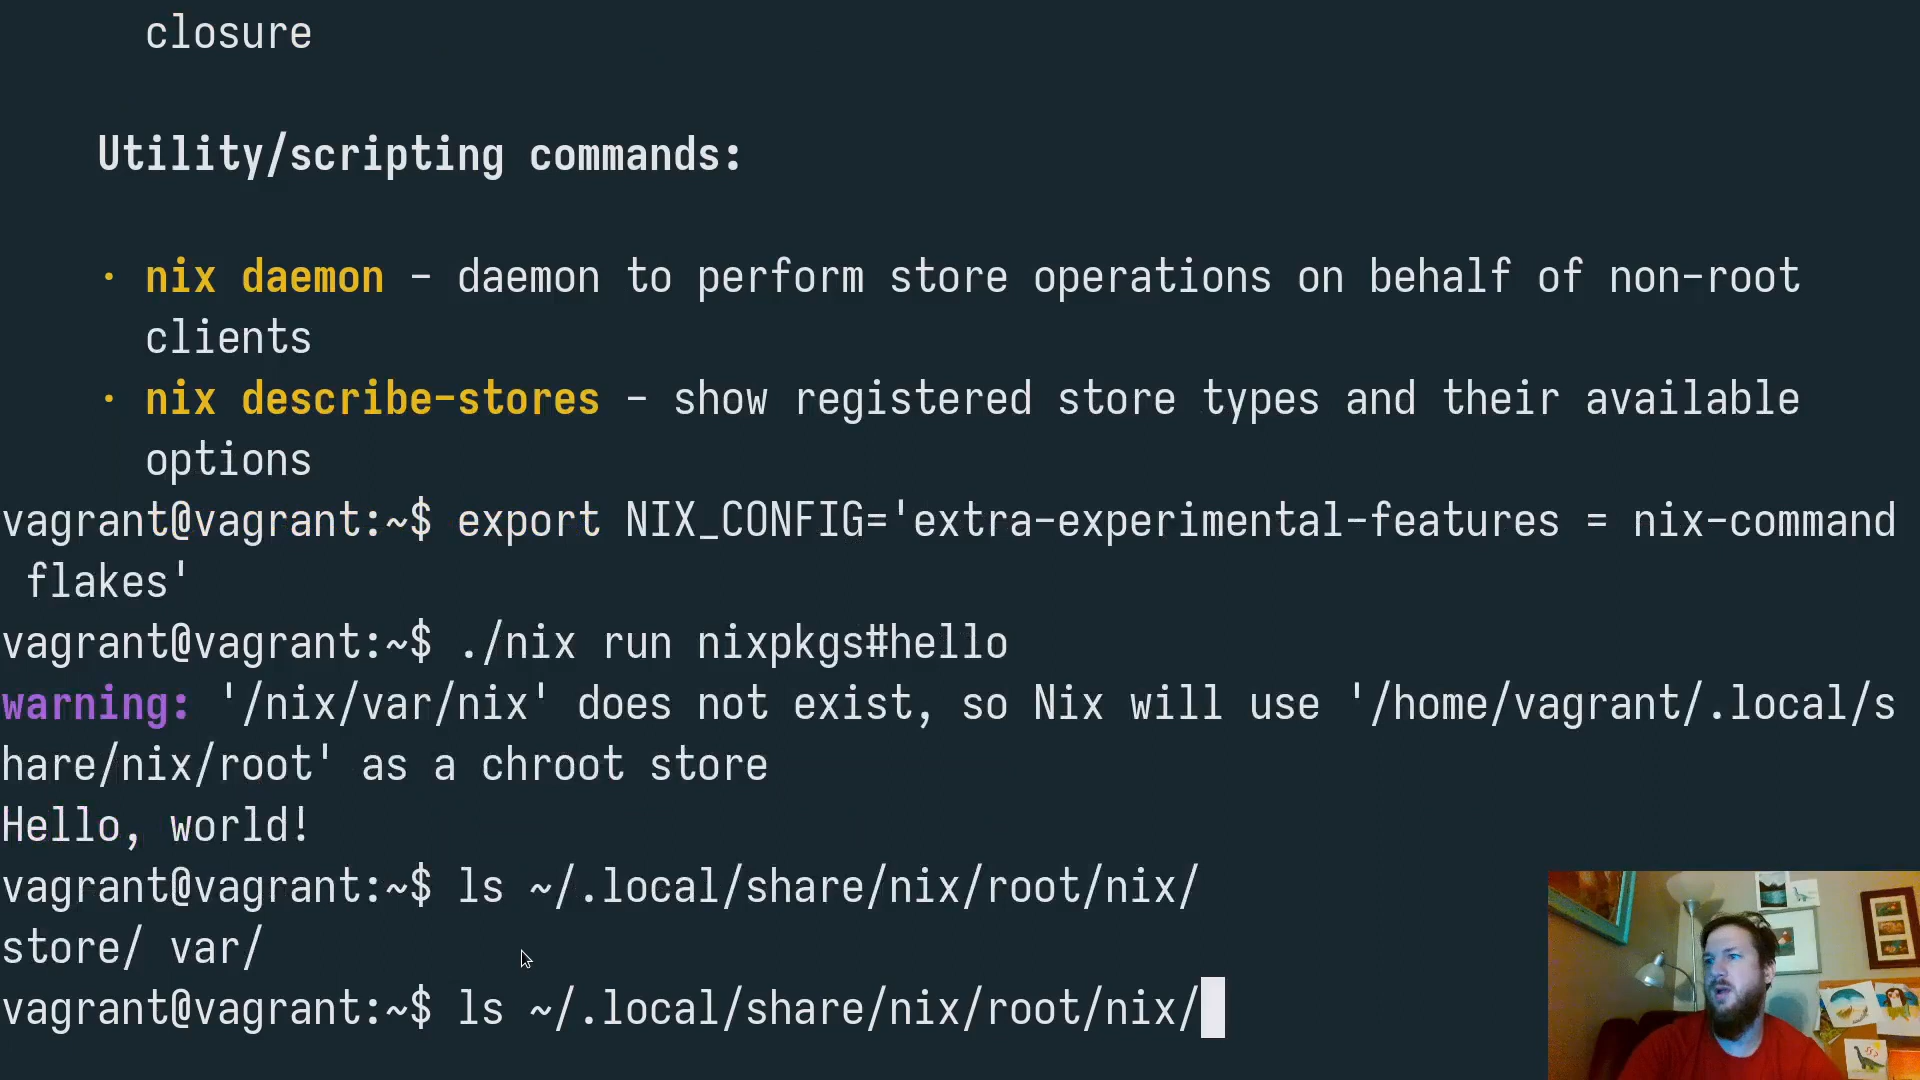 closure
Utility/scripting commands:
· nix daemon - daemon to perform store operations on behalf of non-root
clients
· nix describe-stores - show registered store types and their available
options
vagrant@vagrant:~$ export NIX_CONFIG='extra-experimental-features = nix-command
 flakes'
vagrant@vagrant:~$ ./nix run nixpkgs#hello
warning: '/nix/var/nix' does not exist, so Nix will use '/home/vagrant/.local/s
hare/nix/root' as a chroot store
Hello, world!
vagrant@vagrant:~$ ls ~/.local/share/nix/root/nix/
store/ var/
vagrant@vagrant:~$ ls ~/.local/share/nix/root/nix/